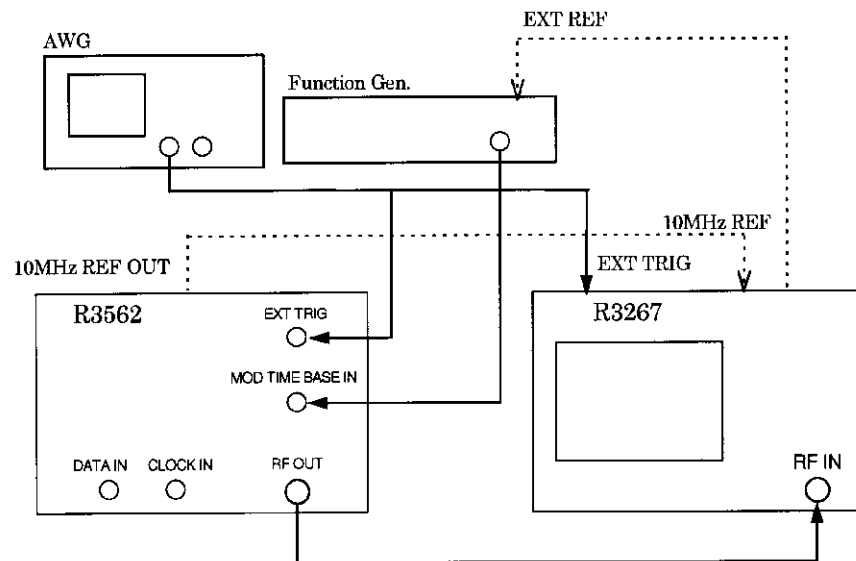 EXT REF
AWG
Function Gen.
10MHz REF
10MHz REF OUT
EXT TRIG
R3562
EXT TRIG
R3267
MOD TIME BASE IN
DATA IN
CLOCK IN
RF OUT
RF IN